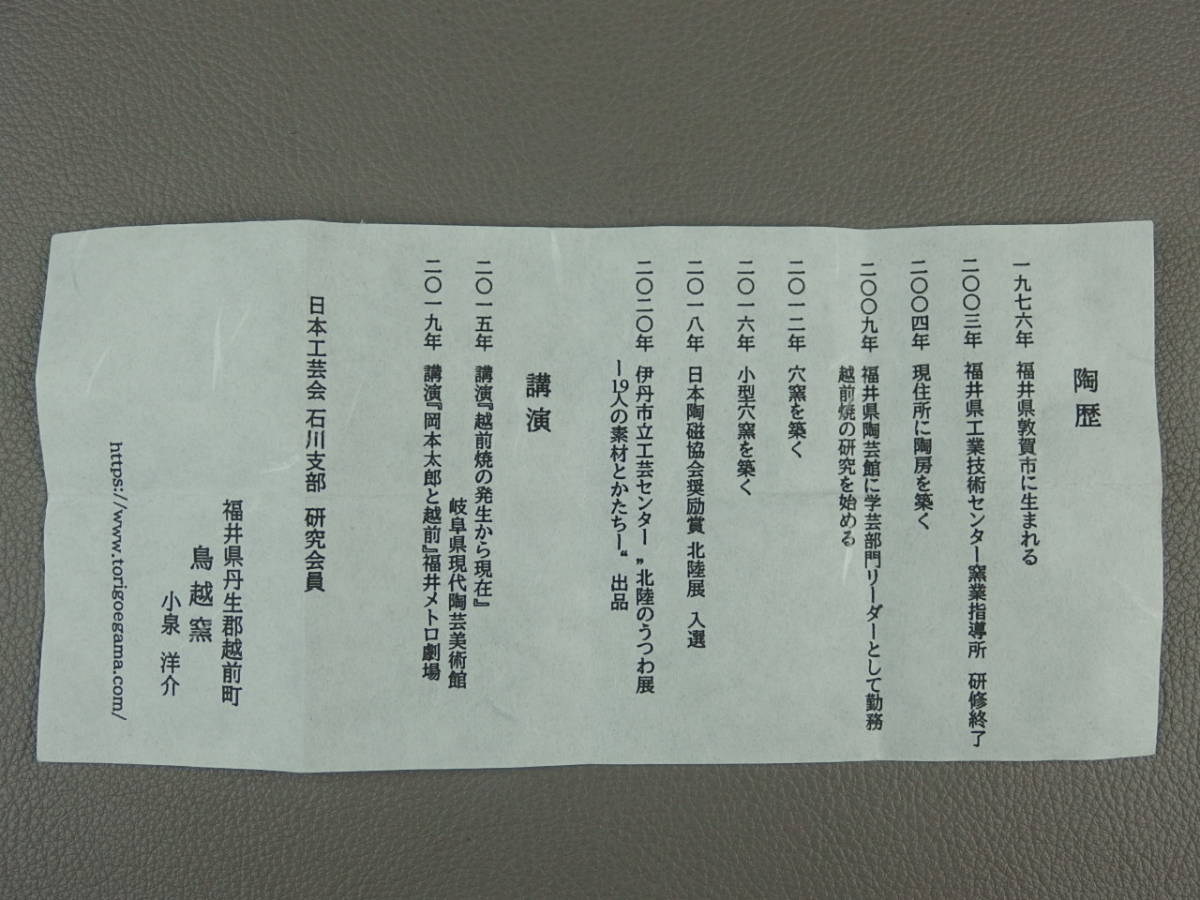 陶歴
一九七六年 福井県敦賀市に生まれる
二〇〇三年 福井県工業技術センター窯業指導所 研修終了
二〇〇四年 現住所に陶房を築く
二〇〇九年 福井県陶芸館に学芸部門リーダーとして勤務
越前焼の研究を始める
二〇一二年 穴窯を築く
二〇一六年 小型穴窯を築く
二〇一八年 日本陶磁協会奨励賞 北陸展 入選
二〇二〇年 伊丹市立工芸センター 〝北陸のうつわ展
ー19人の素材とかたちー〟 出品
講演
二〇一五年 講演『越前焼の発生から現在』
岐阜県現代陶芸美術館
二〇一九年 講演『岡本太郎と越前』福井メトロ劇場
日本工芸会 石川支部 研究会員
福井県丹生郡越前町
鳥越窯
小泉 洋介
https://www.torigoegama.com/